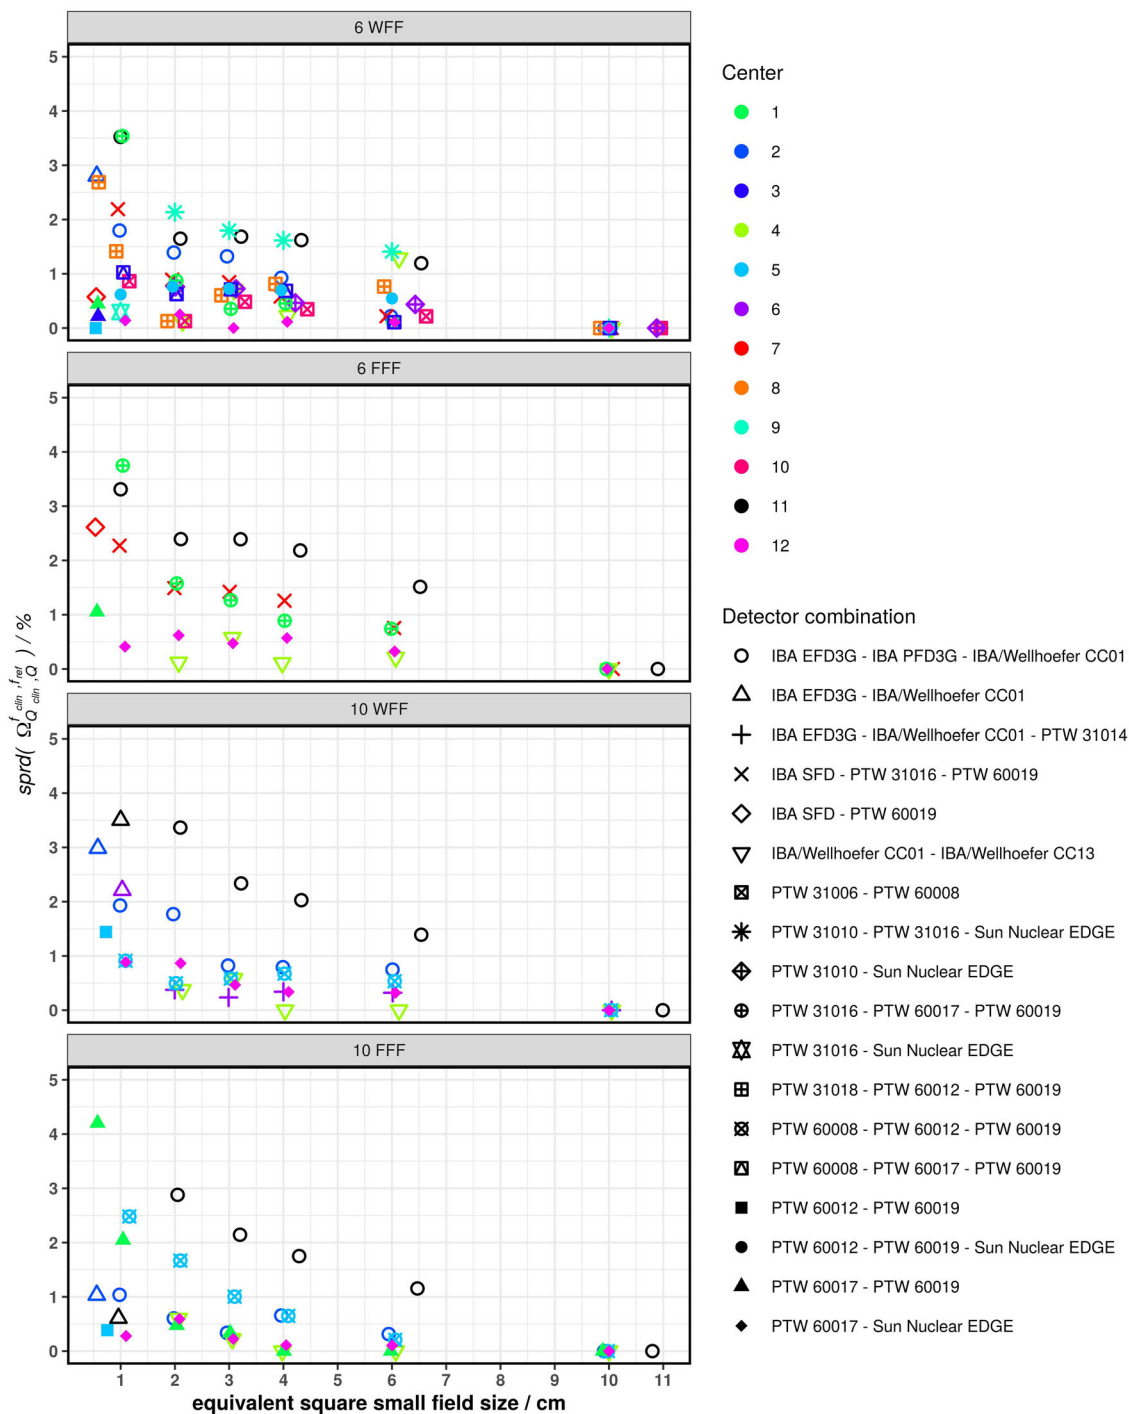 6 WFF
5
4
3
2
1
0
6 FFF
5
4
3
2
1
0
10 WFF
5
4
3
2
1
0
10 FFF
5
4
3
2
1
0
1 2 3 4 5 6 7 8 9 10 11
equivalent square small field size / cm
sprd( Ω f clin , f ref Q clin , Q ) / %
Center
1
2
3
4
5
6
7
8
9
10
11
12
Detector combination
IBA EFD3G - IBA PFD3G - IBA/Wellhoefer CC01
IBA EFD3G - IBA/Wellhoefer CC01
IBA EFD3G - IBA/Wellhoefer CC01 - PTW 31014
IBA SFD - PTW 31016 - PTW 60019
IBA SFD - PTW 60019
IBA/Wellhoefer CC01 - IBA/Wellhoefer CC13
PTW 31006 - PTW 60008
PTW 31010 - PTW 31016 - Sun Nuclear EDGE
PTW 31010 - Sun Nuclear EDGE
PTW 31016 - PTW 60017 - PTW 60019
PTW 31016 - Sun Nuclear EDGE
PTW 31018 - PTW 60012 - PTW 60019
PTW 60008 - PTW 60012 - PTW 60019
PTW 60008 - PTW 60017 - PTW 60019
PTW 60012 - PTW 60019
PTW 60012 - PTW 60019 - Sun Nuclear EDGE
PTW 60017 - PTW 60019
PTW 60017 - Sun Nuclear EDGE